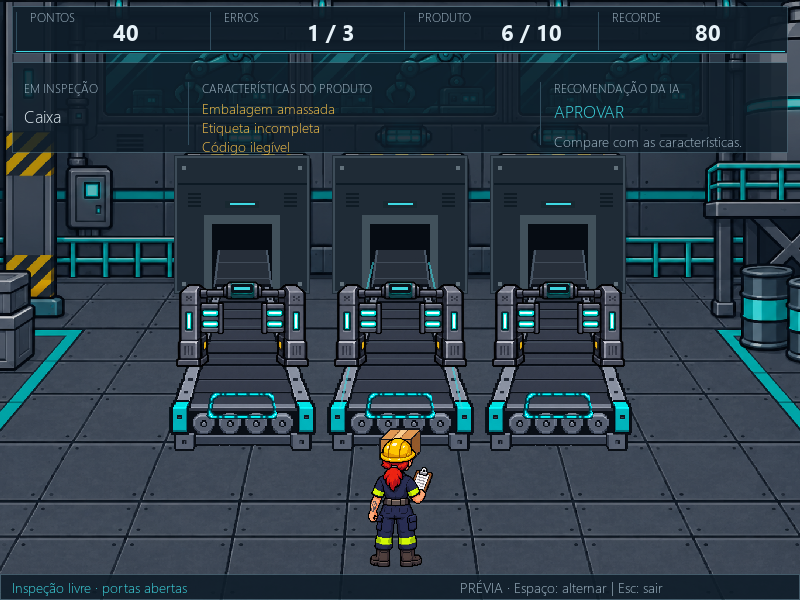 PONTOS
40
ERROS
1 / 3
PRODUTO
6 / 10
RECORDE
80
EM INSPEÇÃO
Caixa
CARACTERÍSTICAS DO PRODUTO
Embalagem amassada
Etiqueta incompleta
Código ilegível
RECOMENDAÇÃO DA IA
APROVAR
Compare com as características.
Inspeção livre · portas abertas
PRÉVIA · Espaço: alternar | Esc: sair